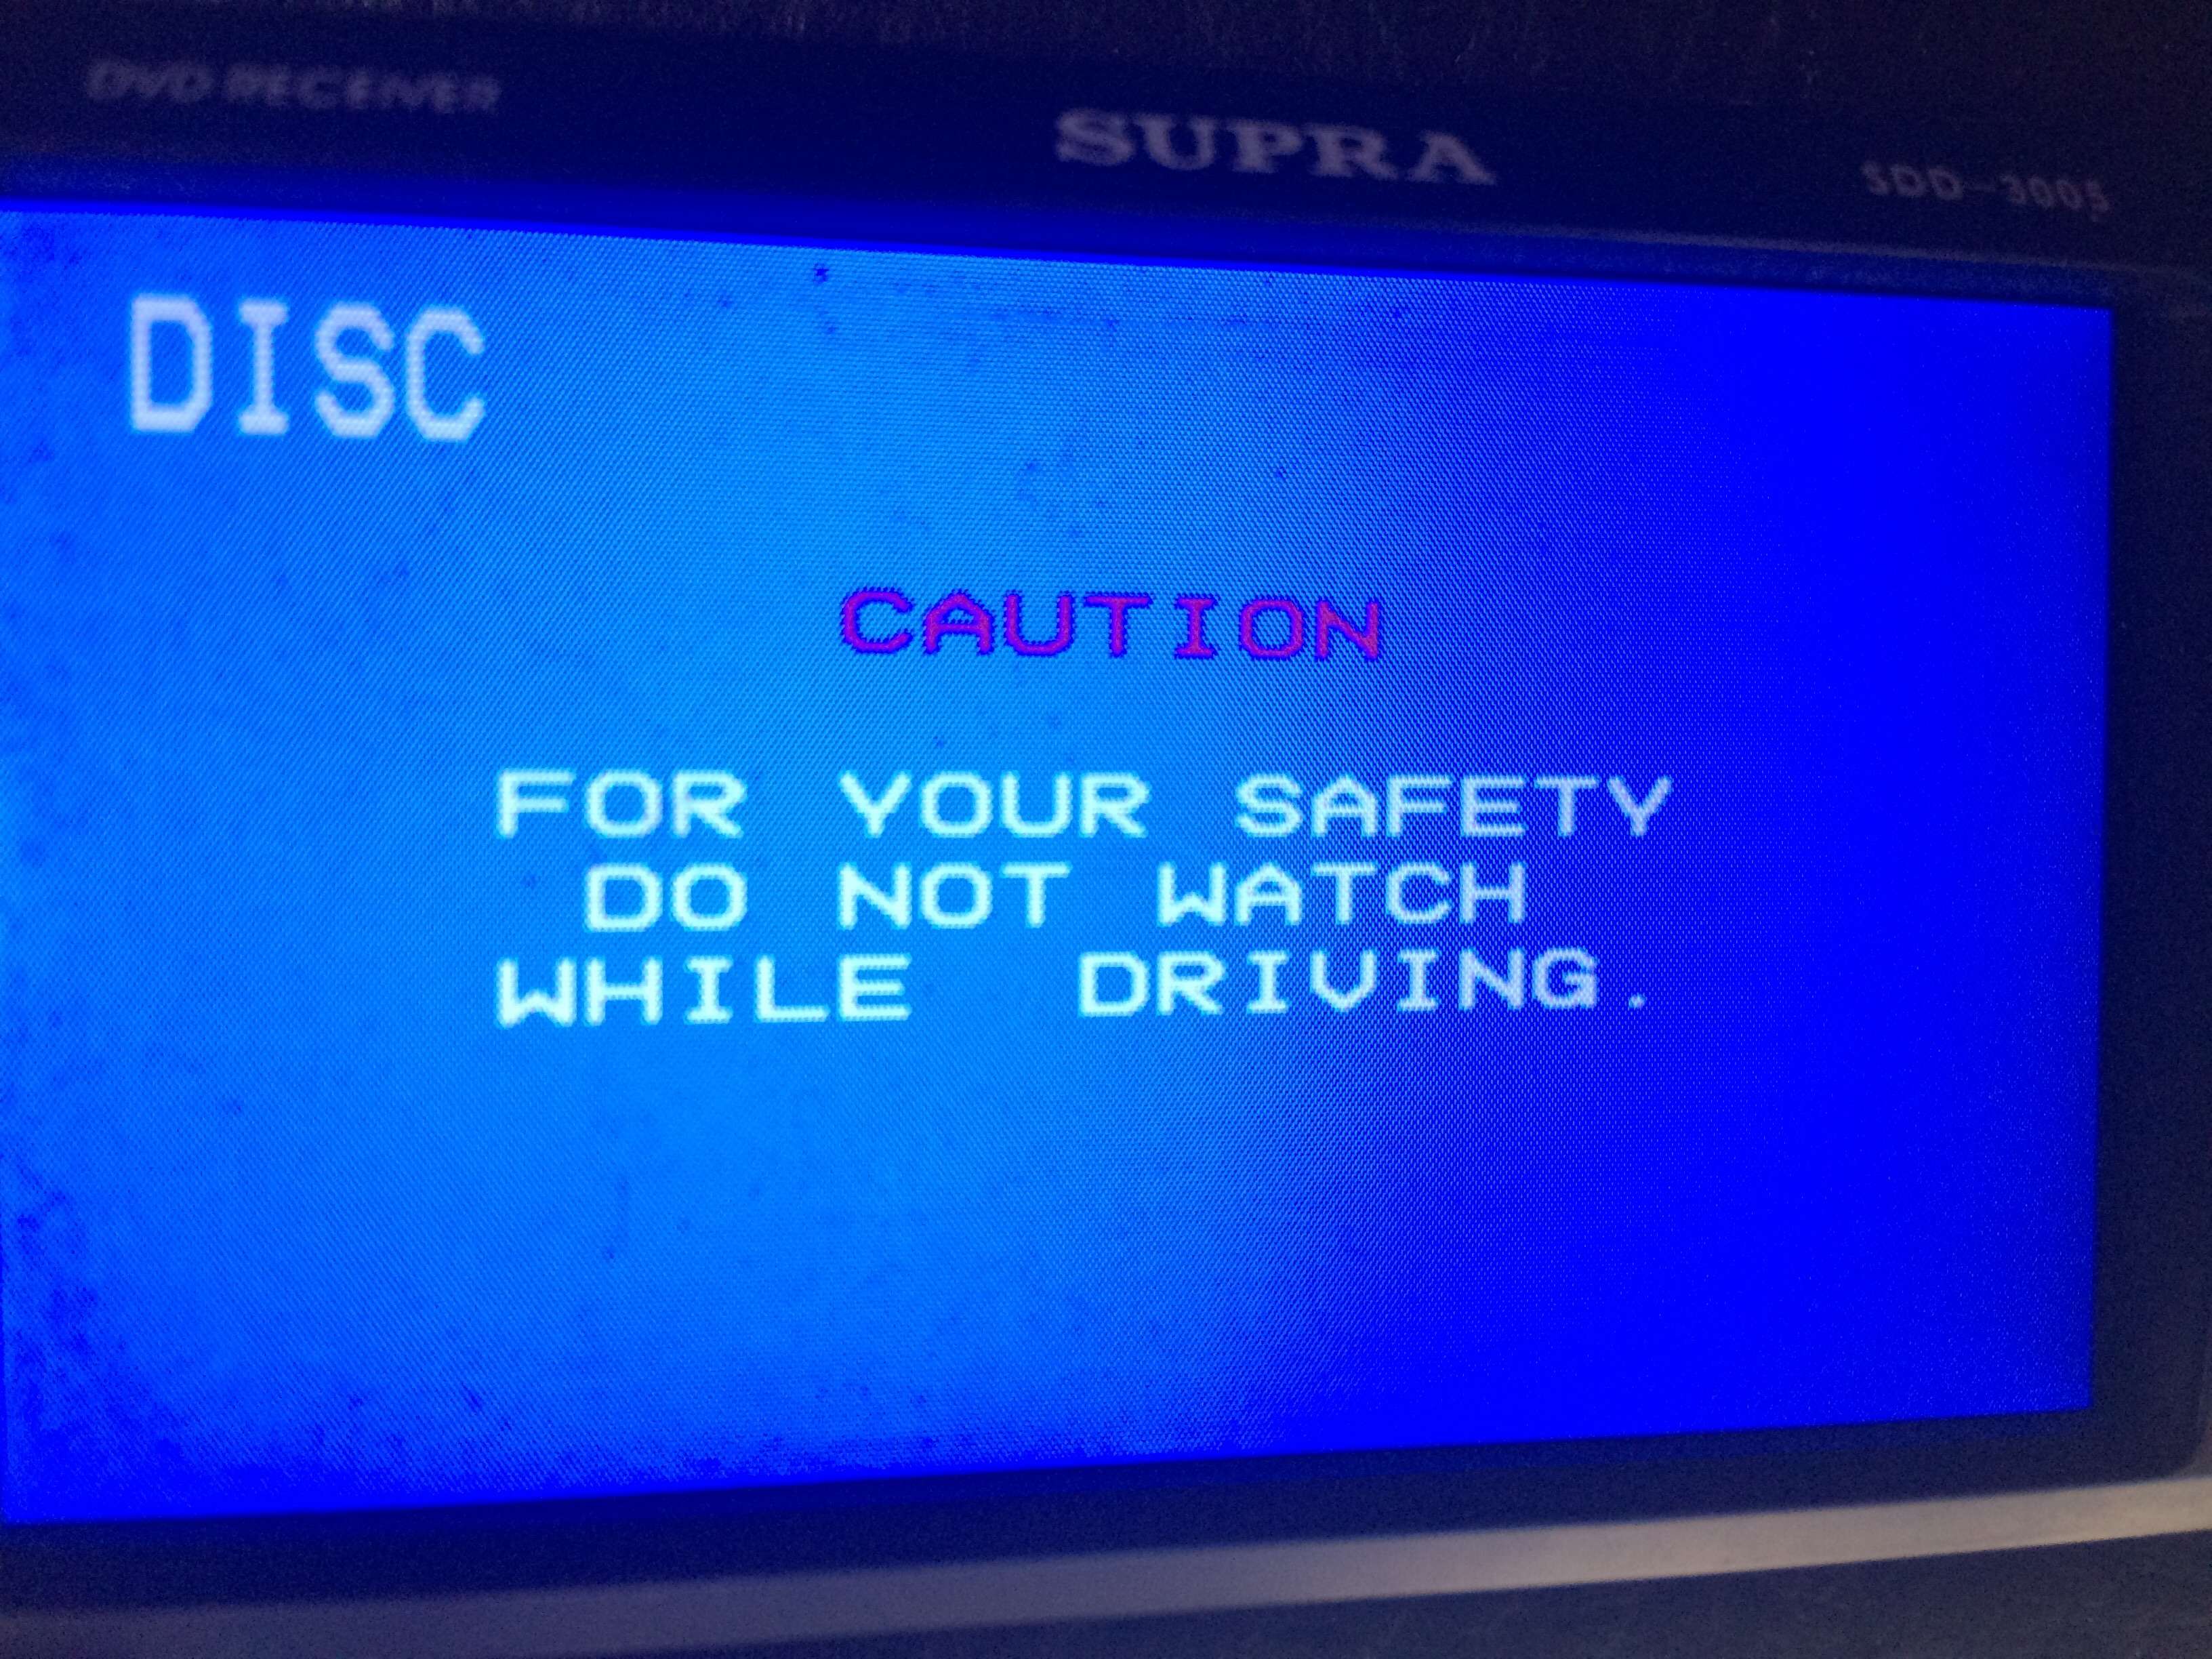 DVD RECEIVER
SUPRA
SDD-3005
DISC
CAUTION
FOR YOUR SAFETY
DO NOT WATCH
WHILE DRIVING.